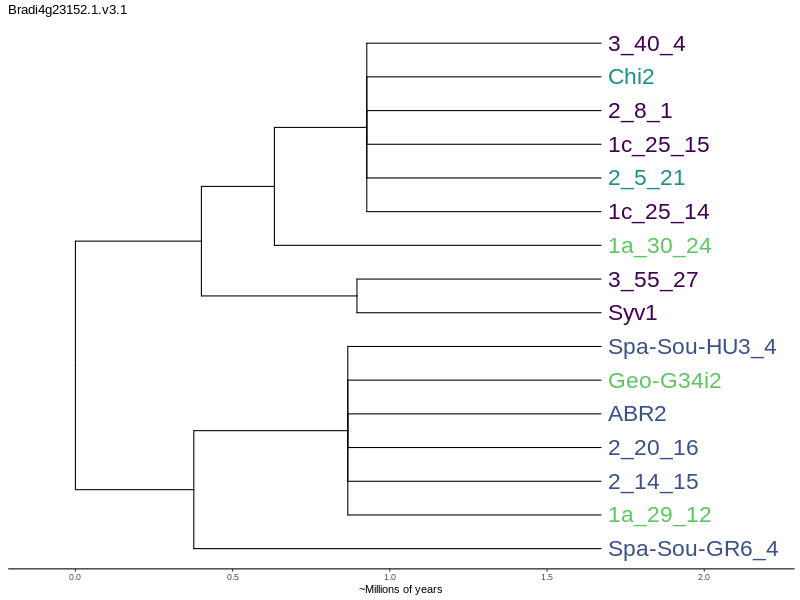 Bradi4g23152.1.v3.1
3_40_4
Chi2
2_8_1
1c_25_15
2_5_21
1c_25_14
1a_30_24
3_55_27
Syv1
Spa-Sou-HU3_4
Geo-G34i2
ABR2
2_20_16
2_14_15
1a_29_12
Spa-Sou-GR6_4
0.0 0.5 1.0 1.5 2.0
~Millions of years